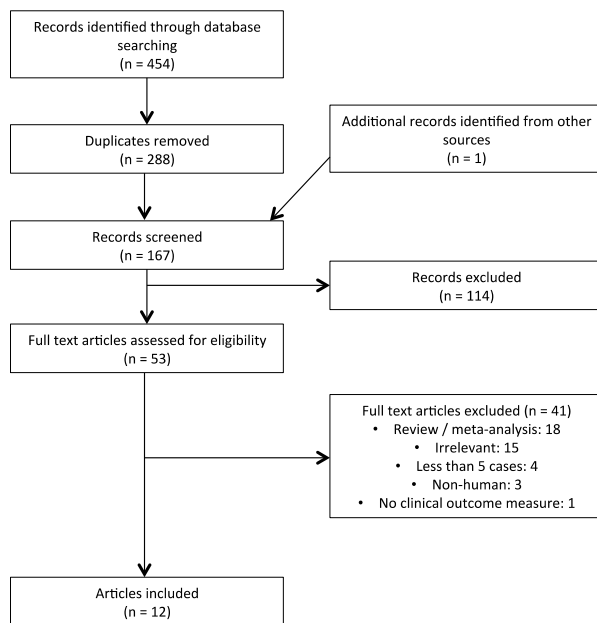 Records identified through database
searching
(n = 454)
Duplicates removed
(n = 288)
Additional records identified from other
sources
(n = 1)
Records screened
(n = 167)
Records excluded
(n = 114)
Full text articles assessed for eligibility
(n = 53)
Full text articles excluded (n = 41)
• Review / meta-analysis: 18
• Irrelevant: 15
• Less than 5 cases: 4
• Non-human: 3
• No clinical outcome measure: 1
Articles included
(n = 12)